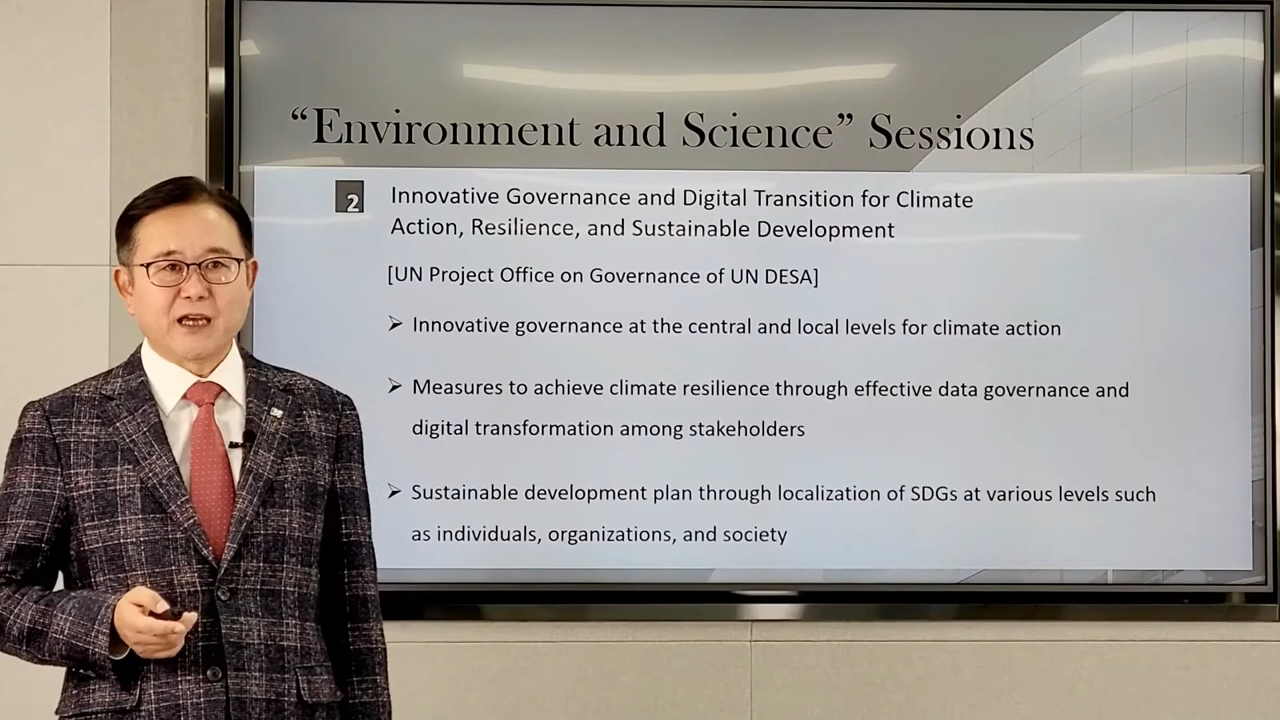 “Environment and Science” Sessions
2
Innovative Governance and Digital Transition for Climate
Action, Resilience, and Sustainable Development
[UN Project Office on Governance of UN DESA]
Innovative governance at the central and local levels for climate action
Measures to achieve climate resilience through effective data governance and
digital transformation among stakeholders
Sustainable development plan through localization of SDGs at various levels such
as individuals, organizations, and society